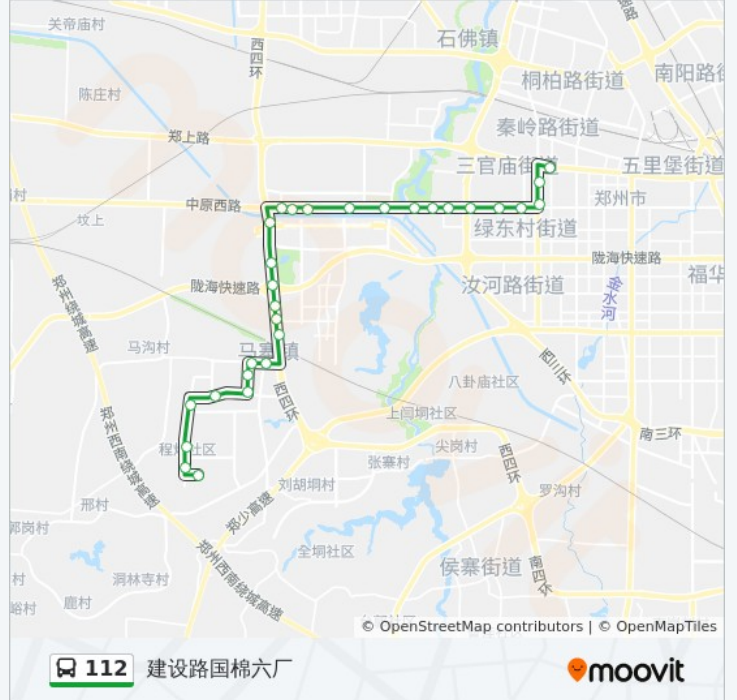 关帝庙村
西四环
石佛镇
桐柏路街道
南阳路街
陈庄村
秦岭路街道
郑上路
三官庙街道
五里堡街道
中原西路
郑州市
坟上
绿东村街道
陇海快速路
福华
陇海快速路
汝河路街道
金水河
郑州绕城高速
马沟村
马寨镇
西三环
八卦庙社区
西四环
上闫垌社区
南三环
郑州西南绕城高速
程炉社区
尖岗村
张寨村
西四环
刘胡垌村
罗沟村
邢村
郑少高速
郭岗村
全垌社区
郑州西南绕城高速
侯寨街道
南四环
洞林寺村
村
鹿村
峪村
© OpenStreetMap contributors | © OpenMapTiles
112 建设路国棉六厂
moovit